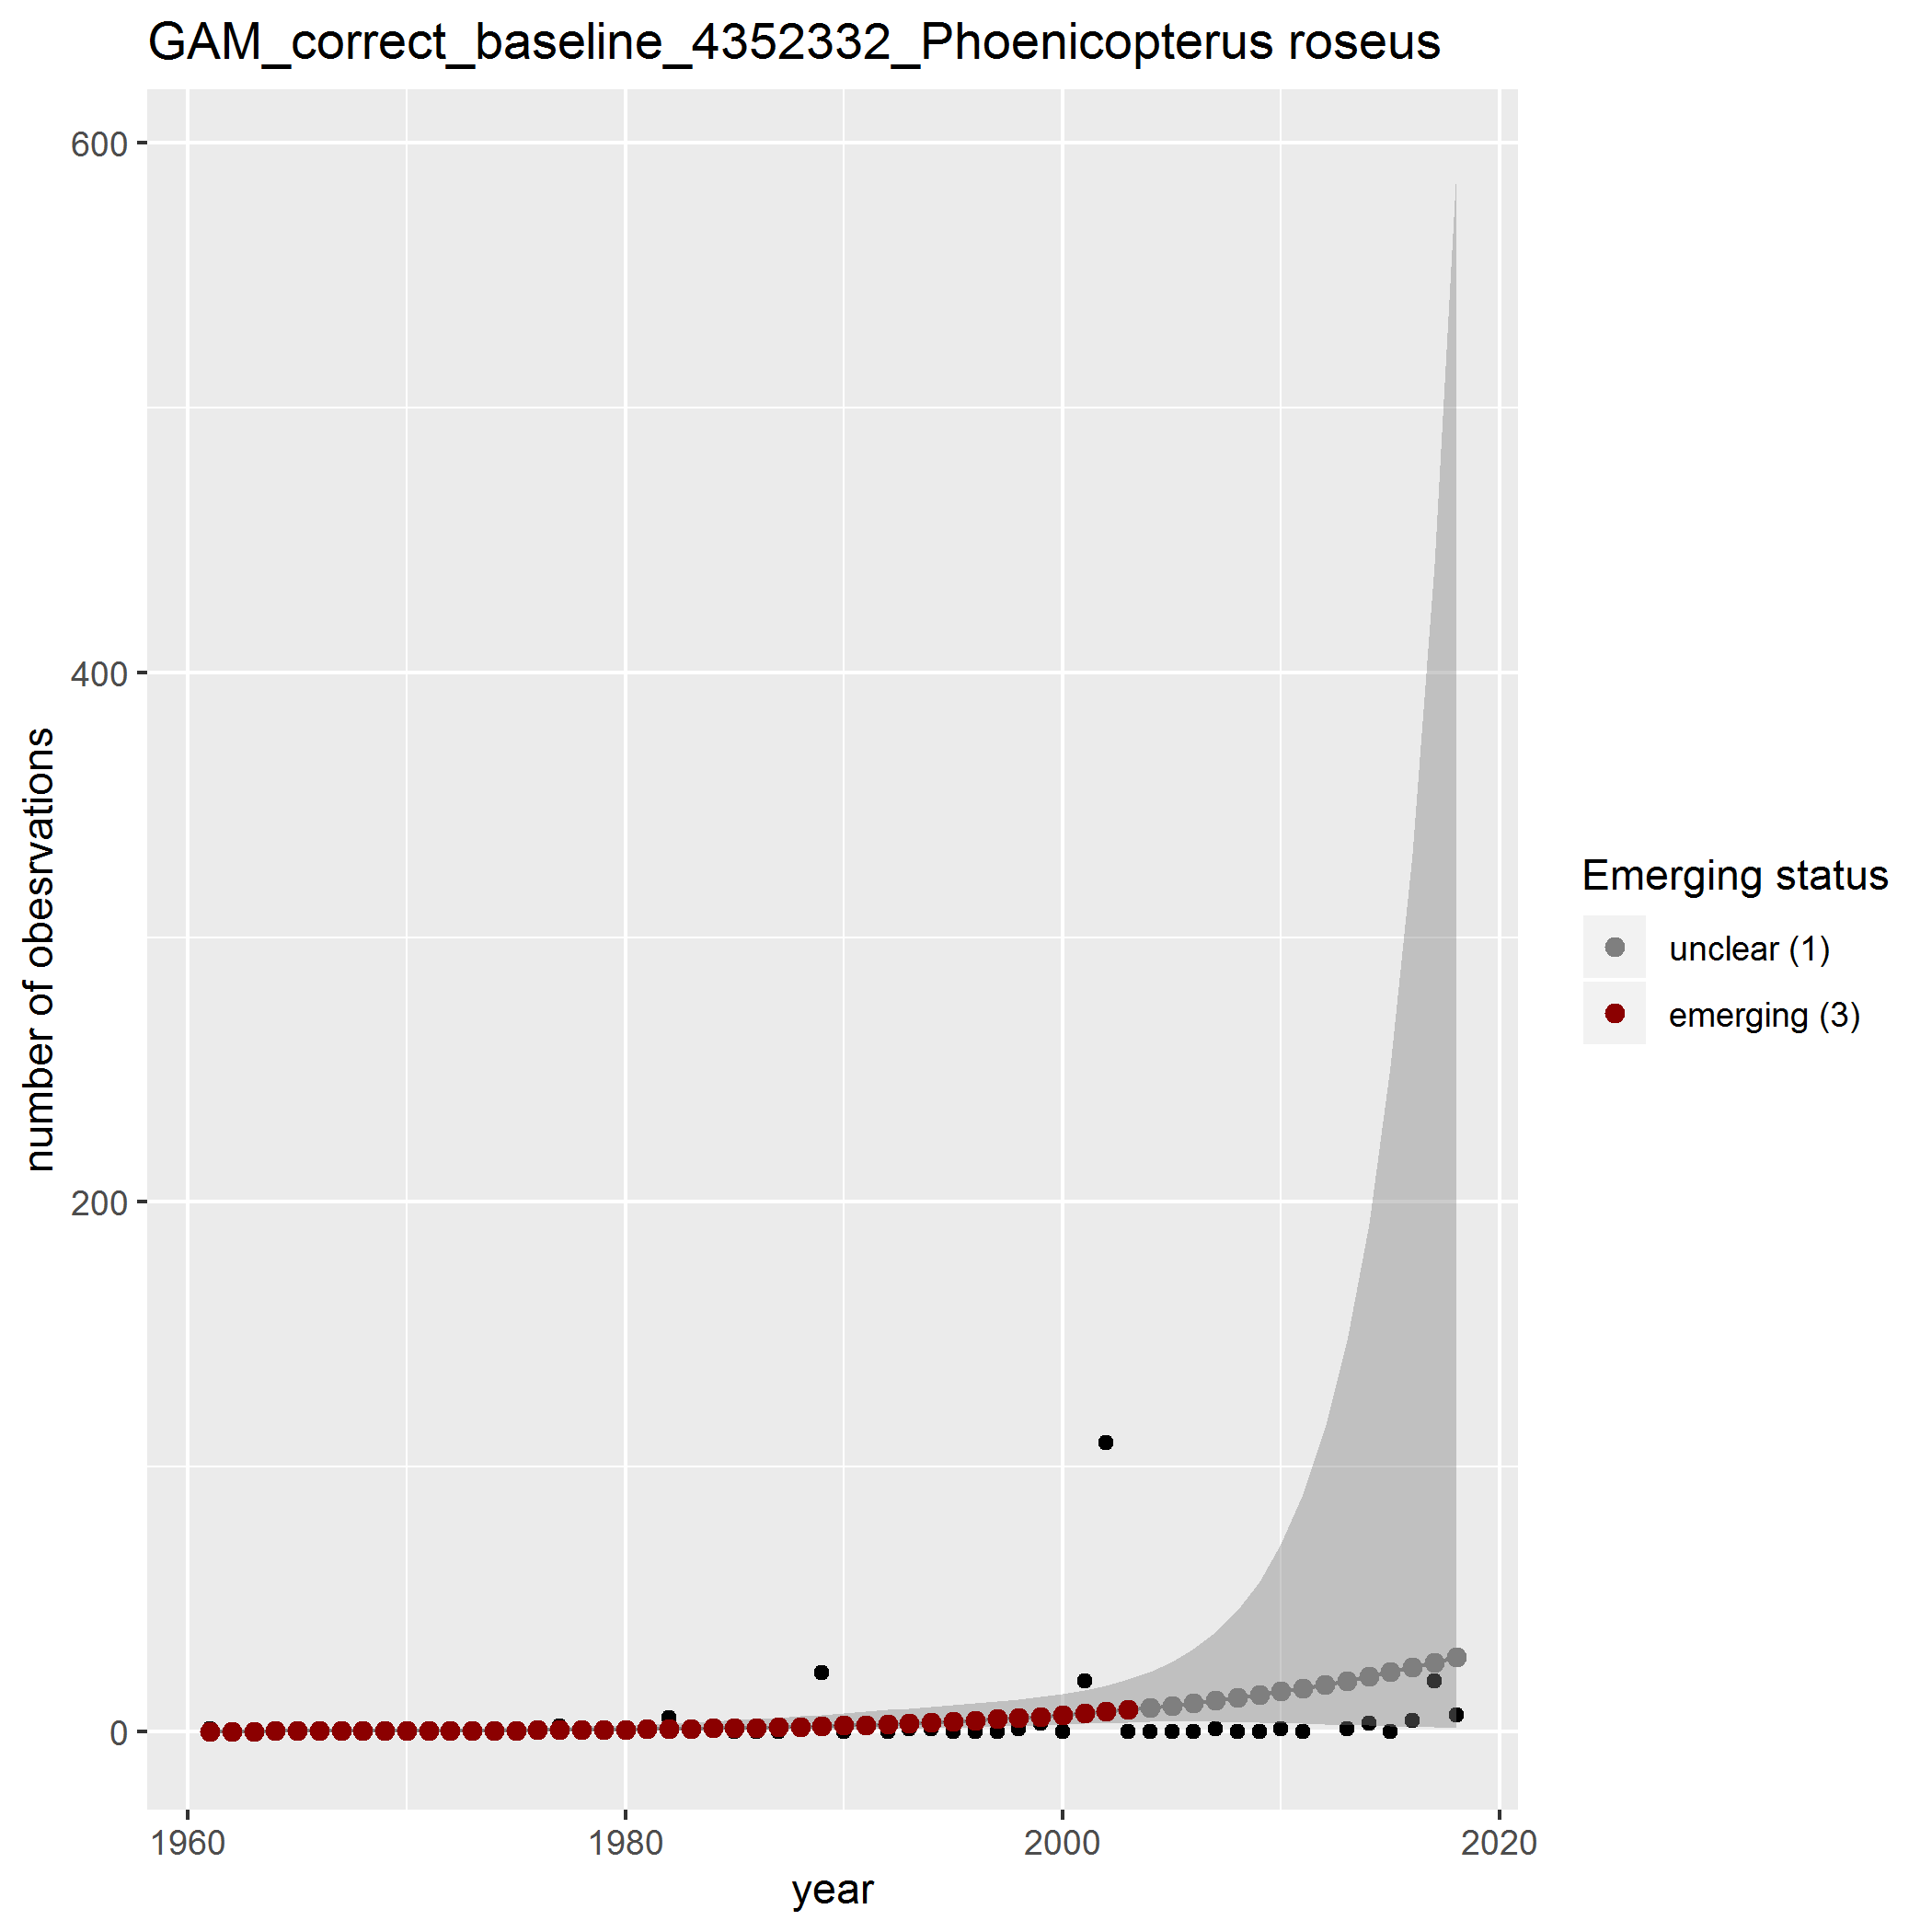 GAM_correct_baseline_4352332_Phoenicopterus roseus
600
400
200
0
number of obesrvations
1960
1980
2000
2020
year
Emerging status
unclear (1)
emerging (3)